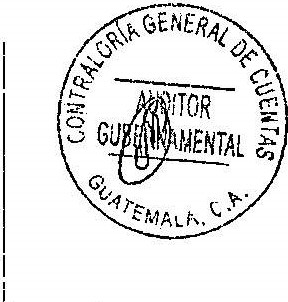 CONTRALORÍA GENERAL DE CUENTAS
AUDITOR
GUBERNAMENTAL
GUATEMALA, C.A.